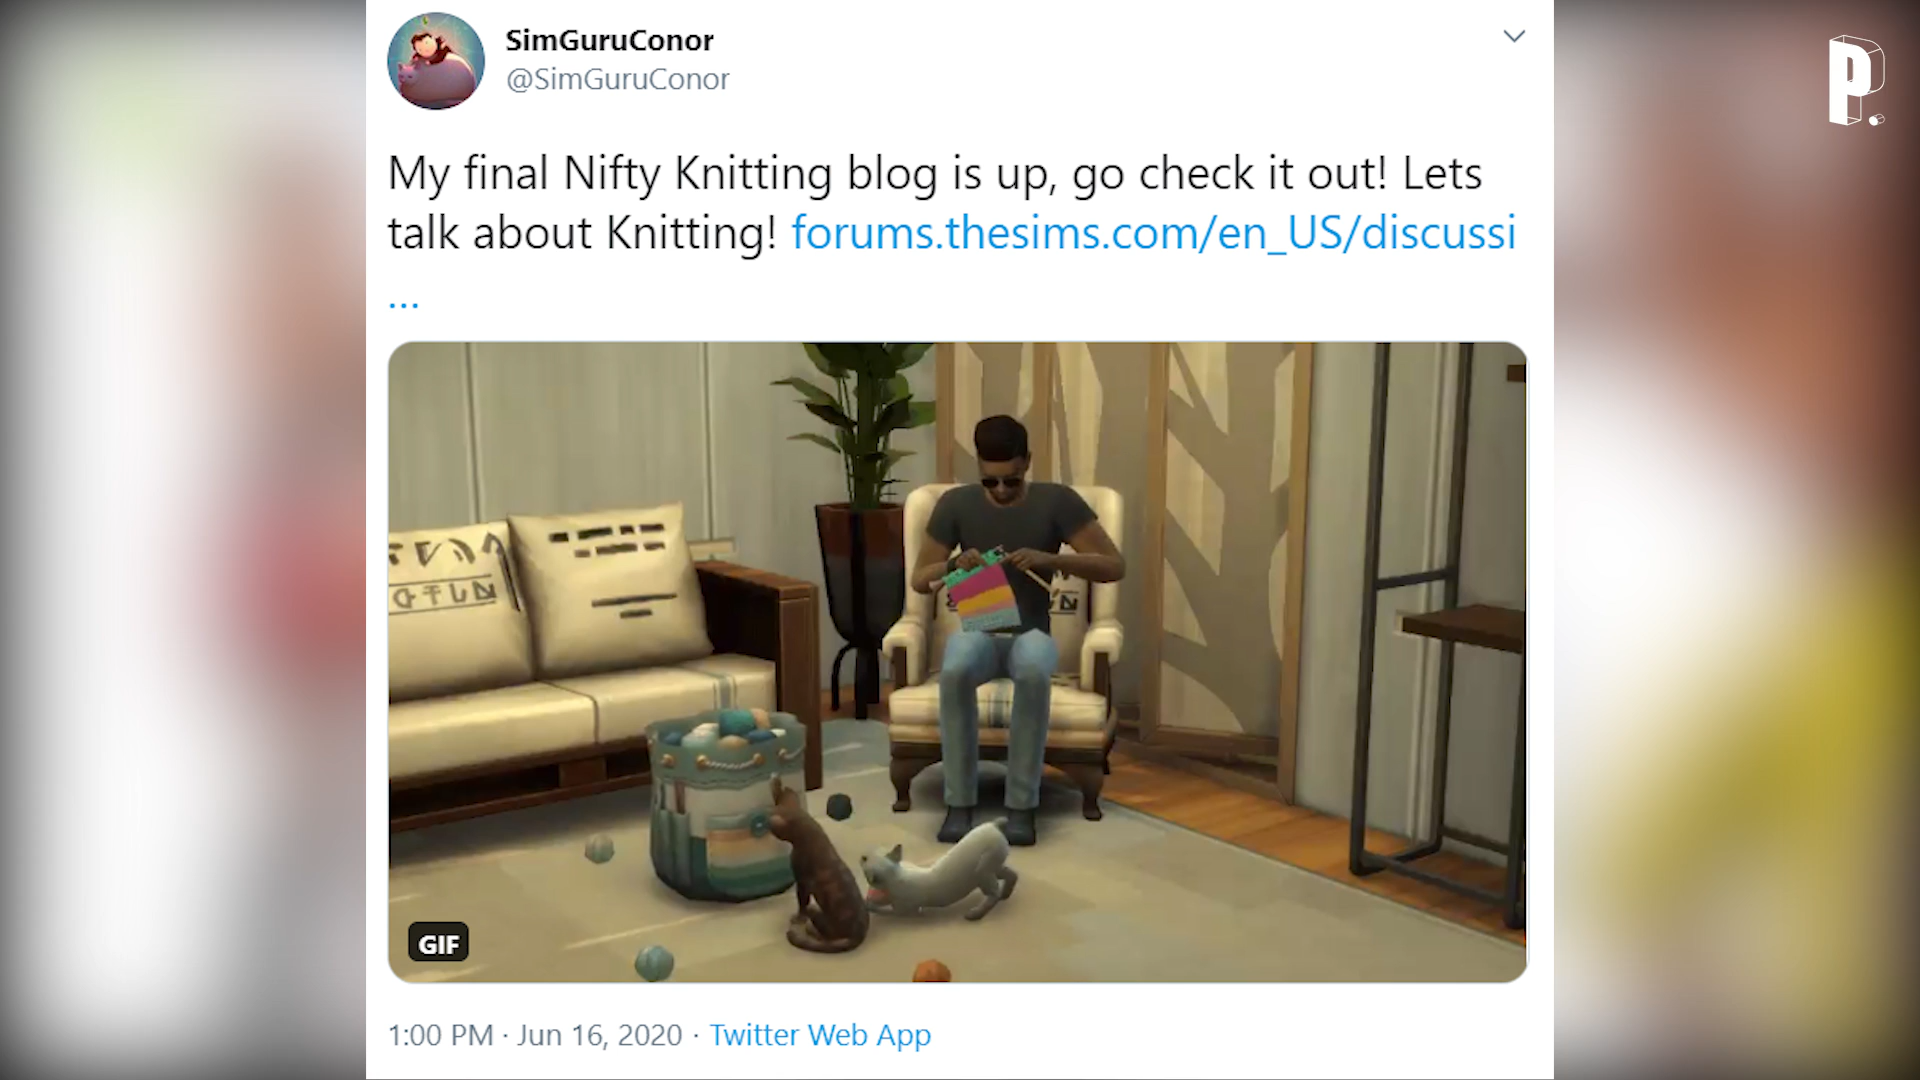 SimGuruConor
@SimGuruConor
My final Nifty Knitting blog is up, go check it out! Lets
talk about Knitting! forums.thesims.com/en_US/discussi
...
GIF
1:00 PM · Jun 16, 2020 · Twitter Web App
P.